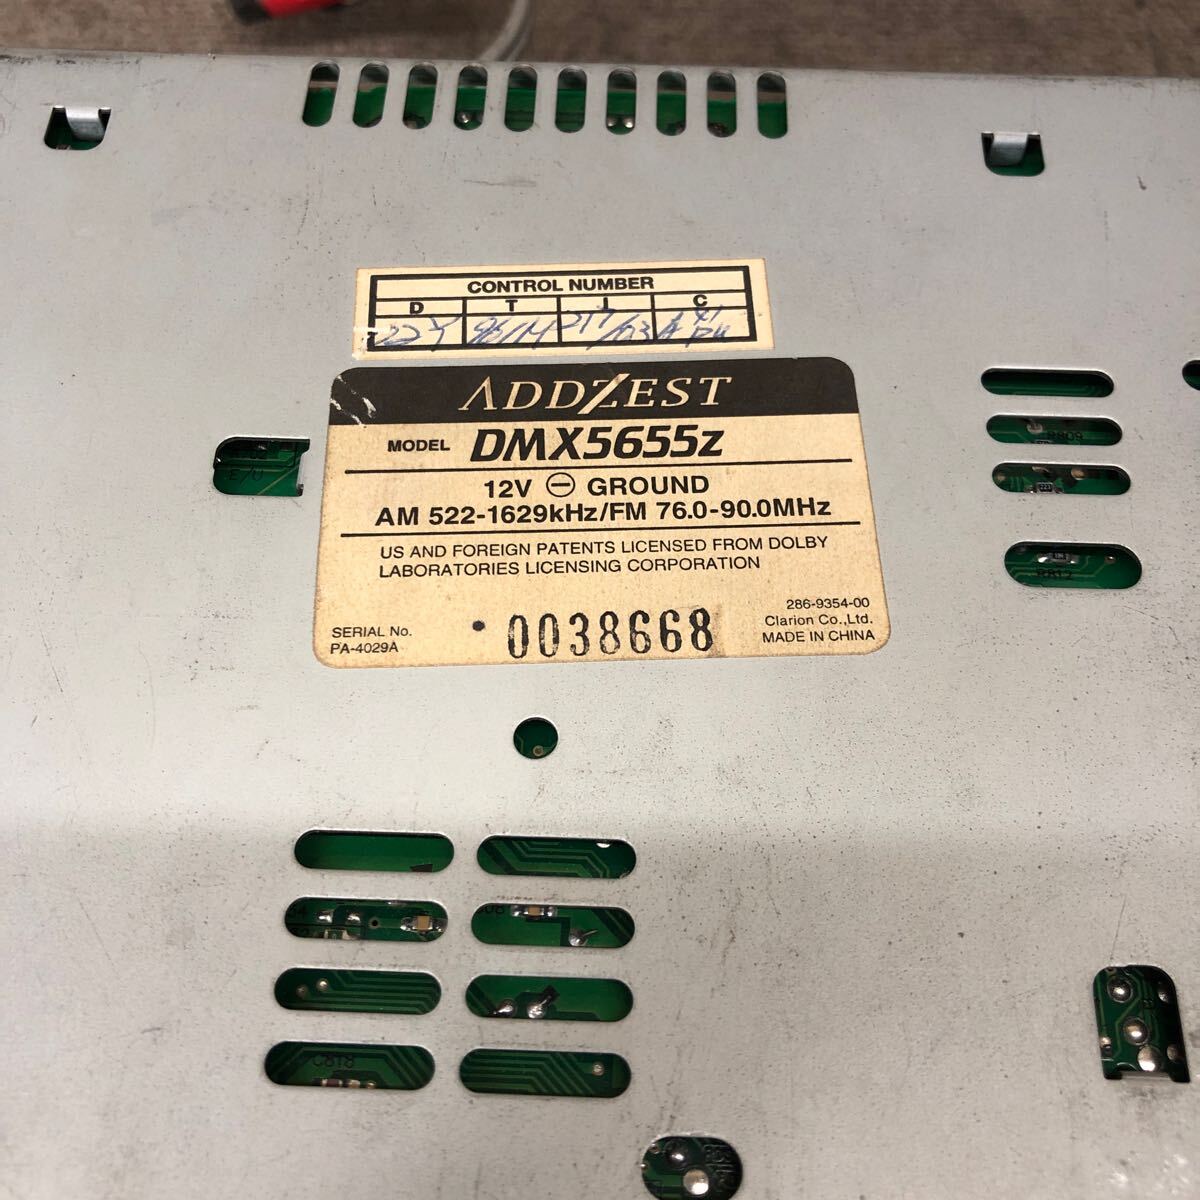 CONTROL NUMBER
D T I C
ADDZEST
MODEL DMX5655z
12V ⊖ GROUND
AM 522-1629kHz/FM 76.0-90.0MHz
US AND FOREIGN PATENTS LICENSED FROM DOLBY
LABORATORIES LICENSING CORPORATION
286-9354-00
Clarion Co.,Ltd.
MADE IN CHINA
SERIAL No.
PA-4029A
0038668
E/U
R809
R812